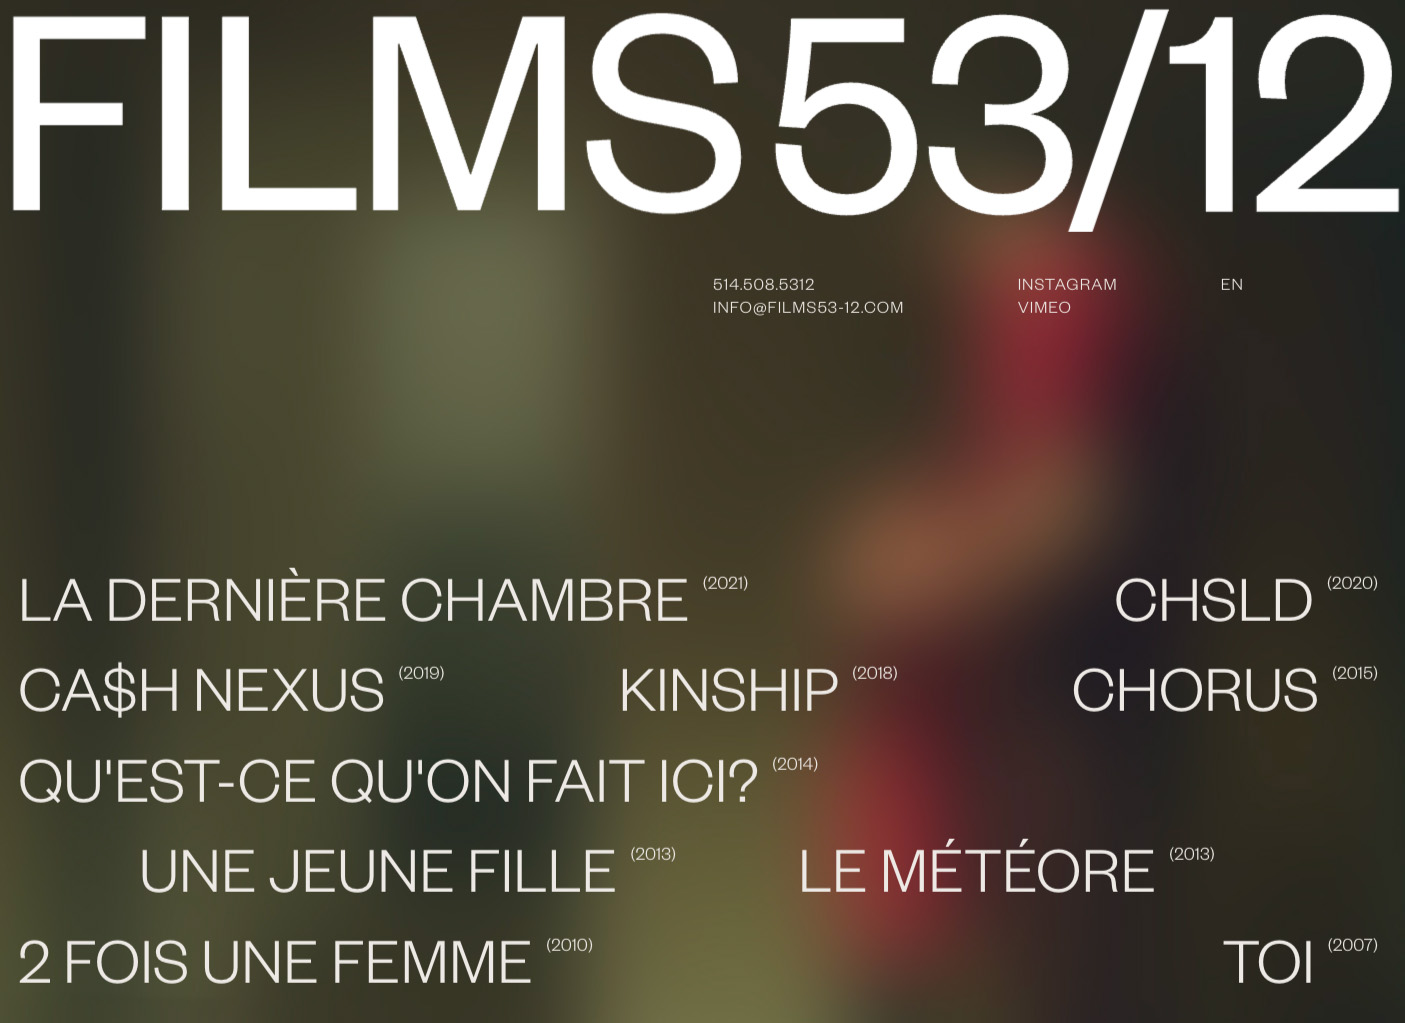 FILMS 53/12
514.508.5312 INSTAGRAM EN
INFO@FILMS53-12.COM VIMEO
LA DERNIÈRE CHAMBRE (2021) CHSLD (2020)
CA$H NEXUS (2019) KINSHIP (2018) CHORUS (2015)
QU'EST-CE QU'ON FAIT ICI? (2014)
UNE JEUNE FILLE (2013) LE MÉTÉORE (2013)
2 FOIS UNE FEMME (2010) TOI (2007)